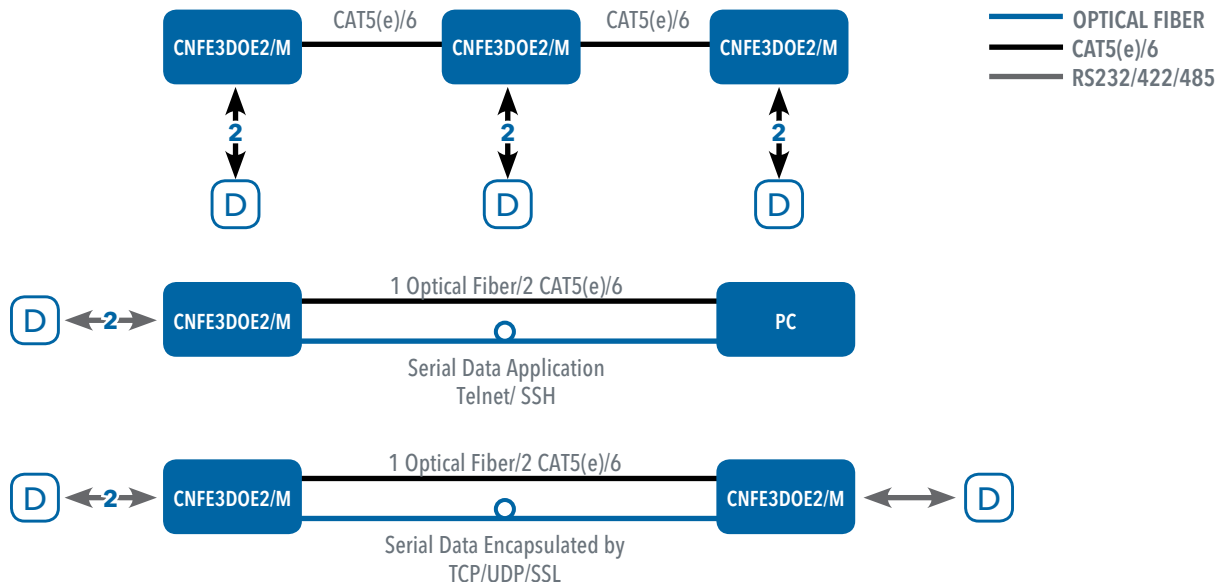 CAT5(e)/6
CAT5(e)/6
OPTICAL FIBER
CAT5(e)/6
RS232/422/485
CNFE3DOE2/M
CNFE3DOE2/M
CNFE3DOE2/M
2
2
2
D
D
D
1 Optical Fiber/2 CAT5(e)/6
D
2
CNFE3DOE2/M
PC
Serial Data Application
Telnet/ SSH
1 Optical Fiber/2 CAT5(e)/6
D
2
CNFE3DOE2/M
CNFE3DOE2/M
D
Serial Data Encapsulated by
TCP/UDP/SSL